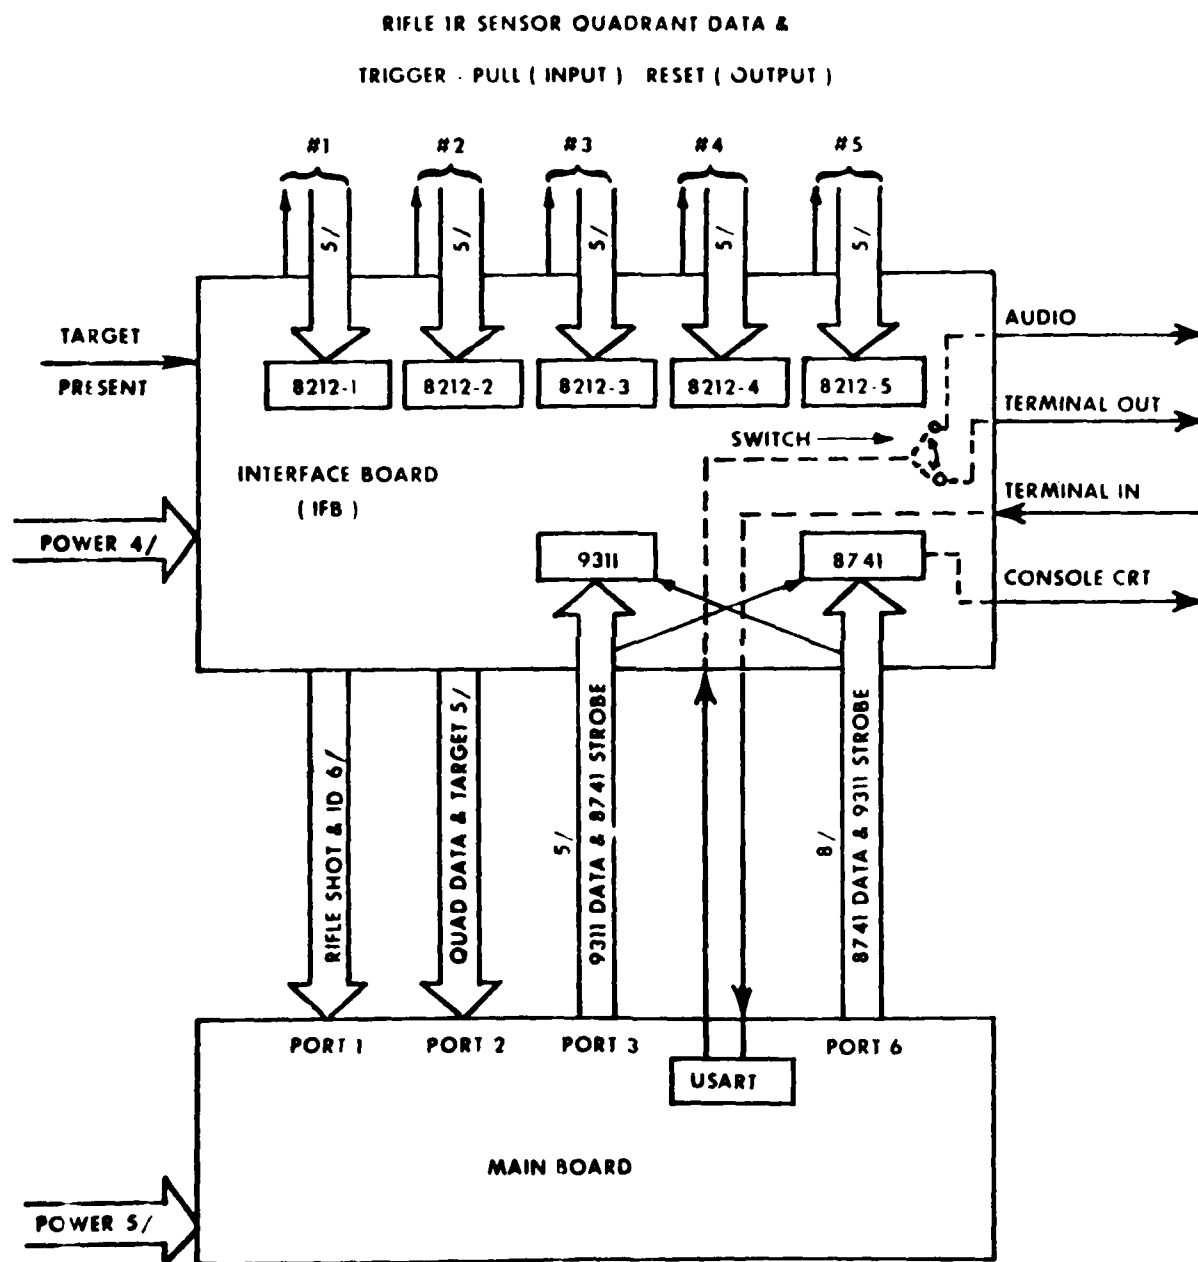 RIFLE IR SENSOR QUADRANT DATA &
TRIGGER - PULL ( INPUT ) RESET ( OUTPUT )
#1 #2 #3 #4 #5
5/ 5/ 5/ 5/ 5/
TARGET
PRESENT
AUDIO
8212-1 8212-2 8212-3 8212-4 8212-5
TERMINAL OUT
SWITCH
INTERFACE BOARD
( IFB )
TERMINAL IN
POWER 4/
9311
8741
CONSOLE CRT
RIFLE SHOT & ID 6/
QUAD DATA & TARGET 5/
5/
9311 DATA & 8741 STROBE
8/
8741 DATA & 9311 STROBE
PORT 1 PORT 2 PORT 3 PORT 6
USART
MAIN BOARD
POWER 5/